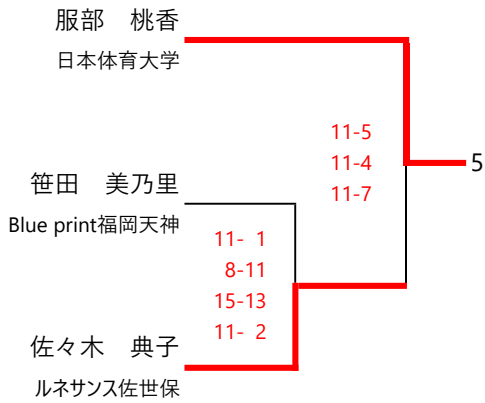 服部　桃香
日本体育大学
11-5
11-4
11-7
5
笹田　美乃里
Blue print福岡天神
11- 1
8-11
15-13
11- 2
佐々木　典子
ルネサンス佐世保